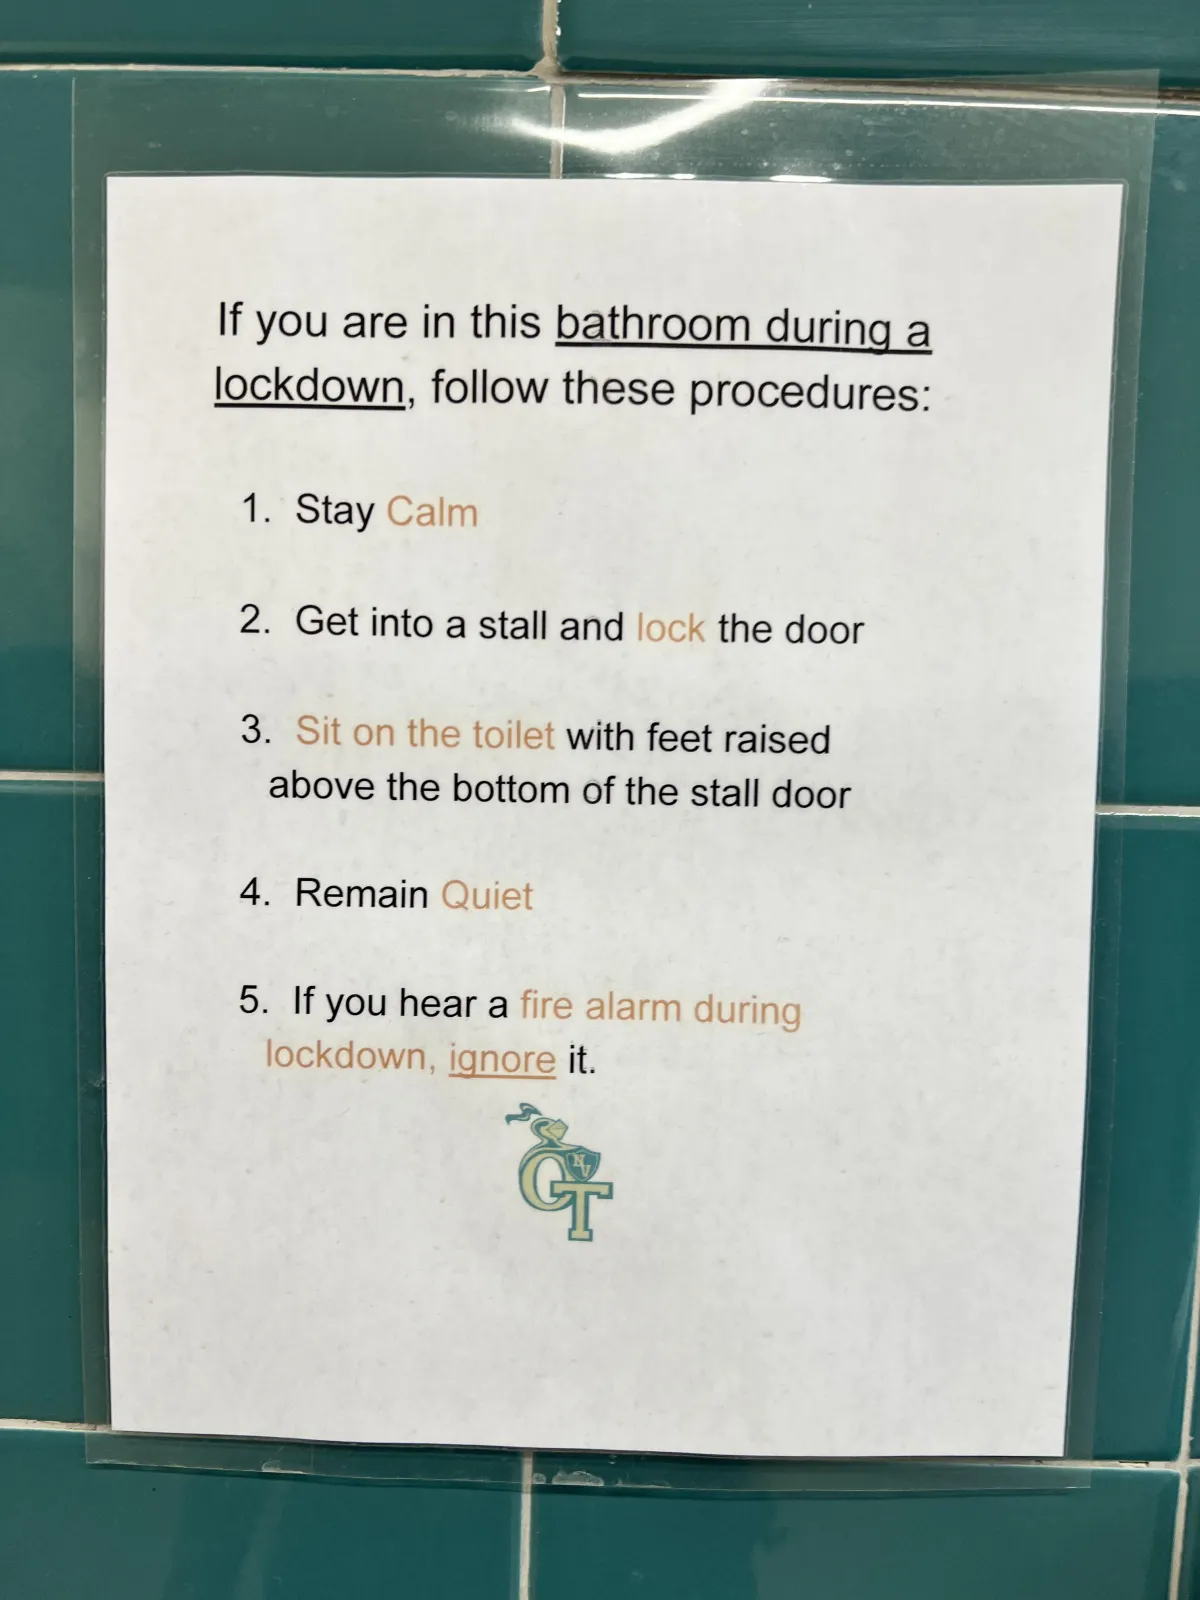 If you are in this bathroom during a
lockdown, follow these procedures:
1. Stay Calm
2. Get into a stall and lock the door
3. Sit on the toilet with feet raised
above the bottom of the stall door
4. Remain Quiet
5. If you hear a fire alarm during
lockdown, ignore it.
NV
GT